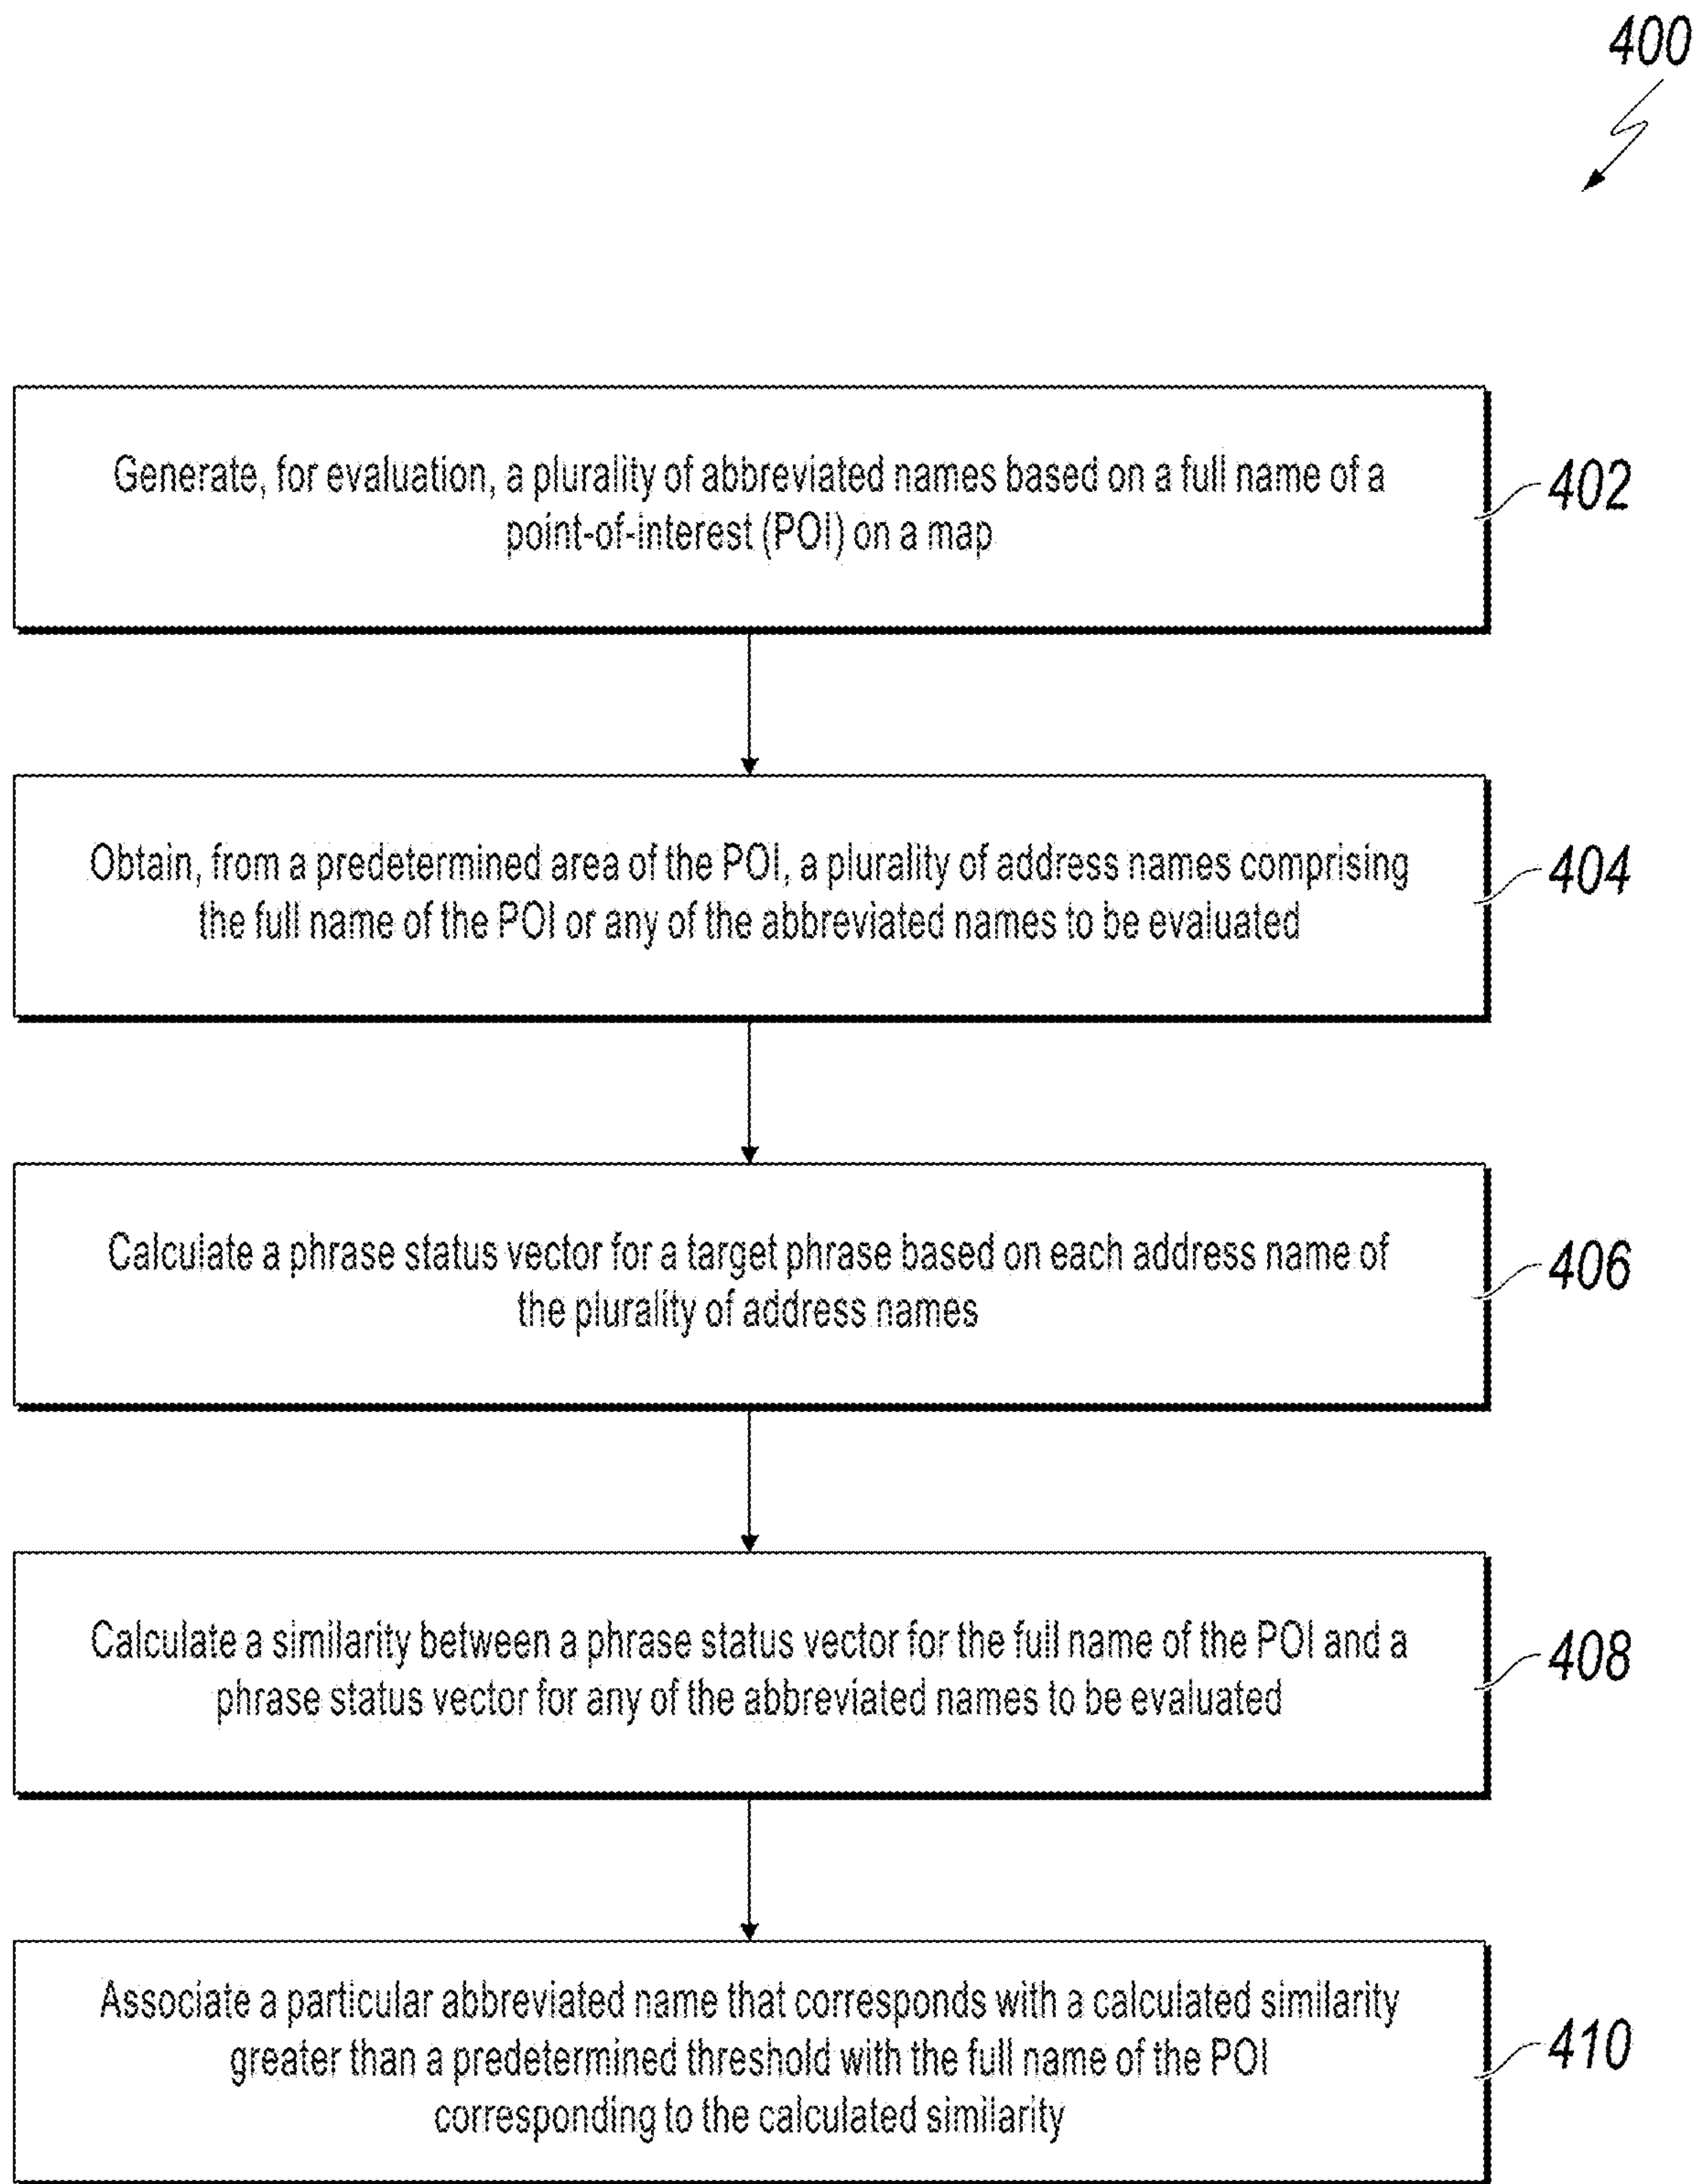 400
Generate, for evaluation, a plurality of abbreviated names based on a full name of a
point-of-interest (POI) on a map
402
Obtain, from a predetermined area of the POI, a plurality of address names comprising
the full name of the POI or any of the abbreviated names to be evaluated
404
Calculate a phrase status vector for a target phrase based on each address name of
the plurality of address names
406
Calculate a similarity between a phrase status vector for the full name of the POI and a
phrase status vector for any of the abbreviated names to be evaluated
408
Associate a particular abbreviated name that corresponds with a calculated similarity
greater than a predetermined threshold with the full name of the POI
corresponding to the calculated similarity
410